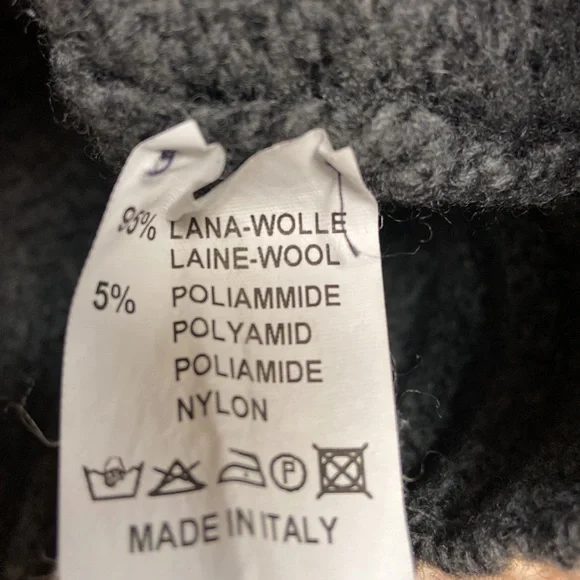 95% LANA-WOLLE
LAINE-WOOL
5% POLIAMMIDE
POLYAMID
POLIAMIDE
NYLON
P
MADE IN ITALY